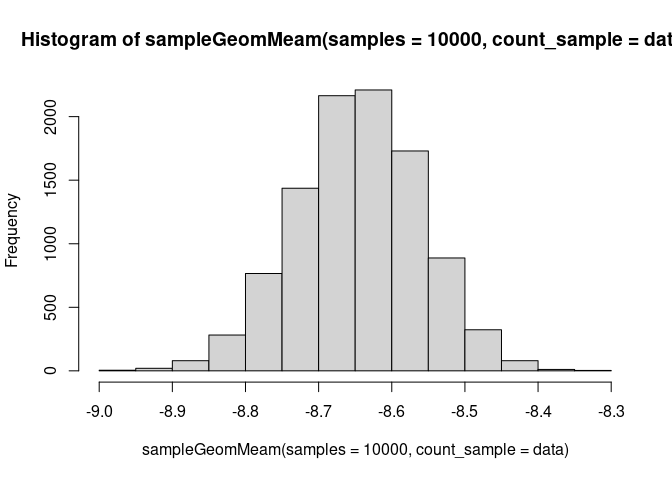 Histogram of sampleGeomMeam(samples = 10000, count_sample = dat
2000
1500
1000
500
0
Frequency
-9.0 -8.9 -8.8 -8.7 -8.6 -8.5 -8.4 -8.3
sampleGeomMeam(samples = 10000, count_sample = data)